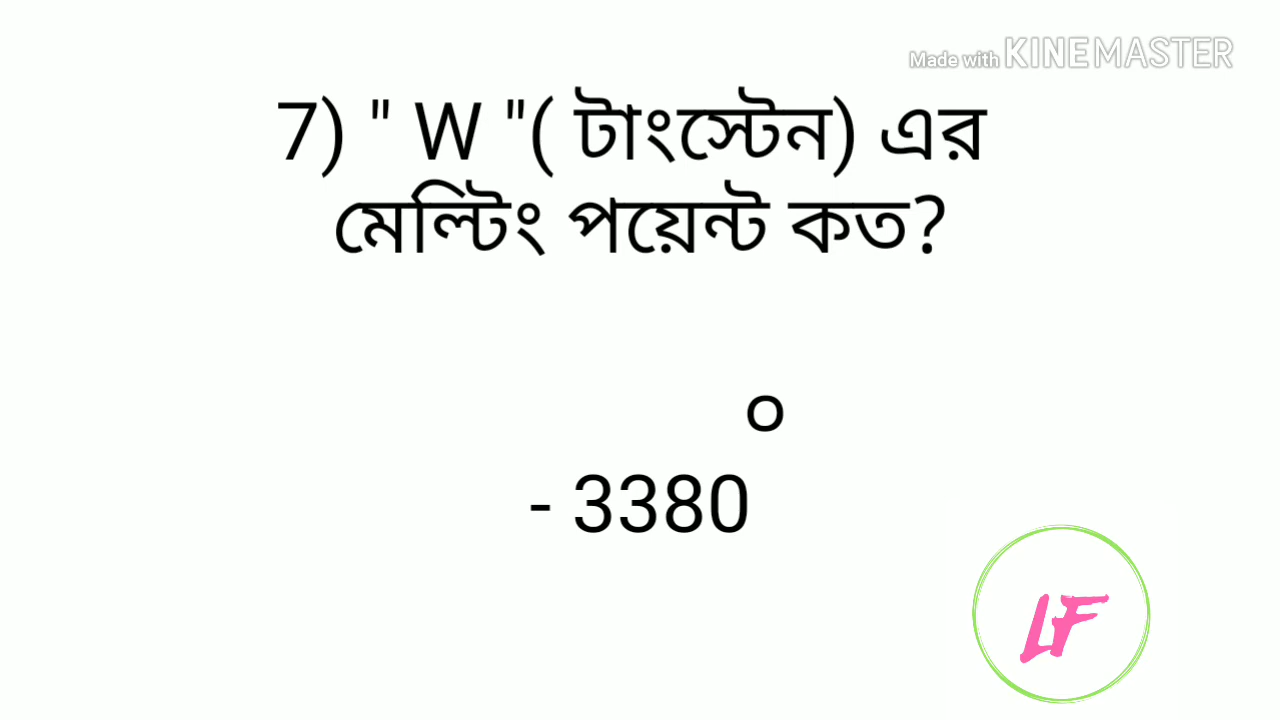 Made with KINEMASTER
7) " W "( টাংস্টেন) এর
মেল্টিং পয়েন্ট কত?
o
- 3380
LF